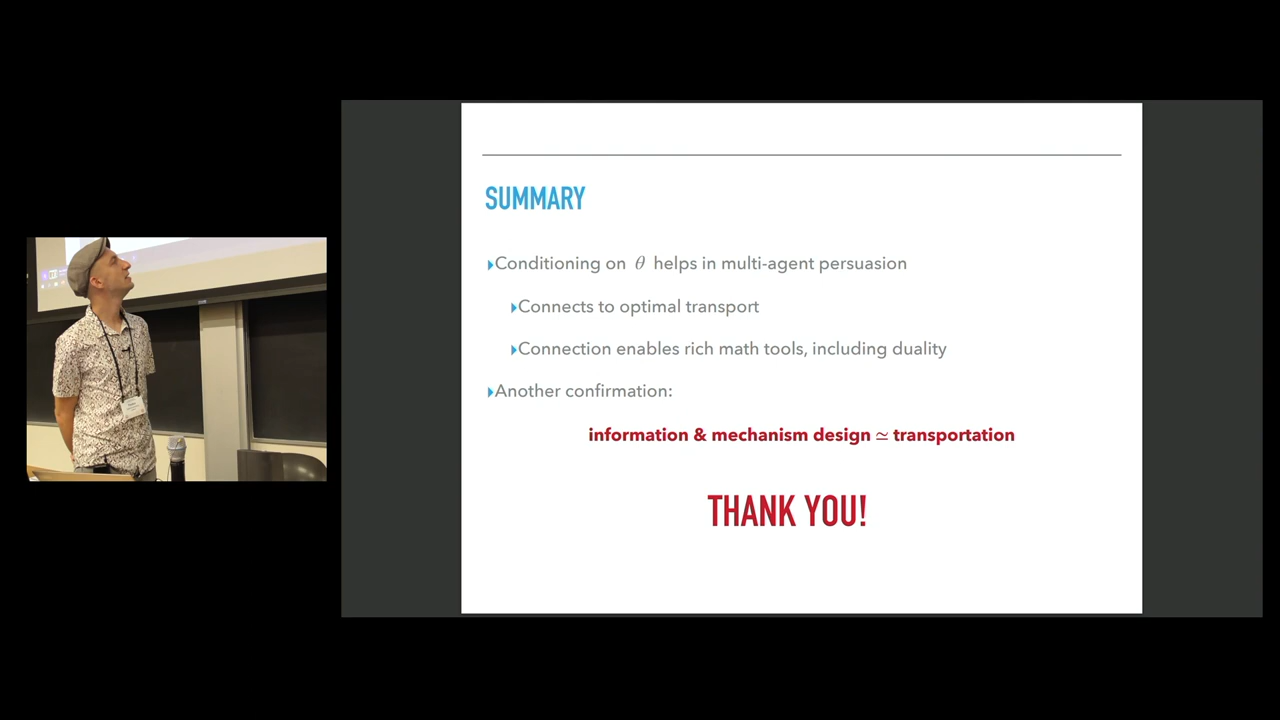 SUMMARY
Conditioning on θ helps in multi-agent persuasion
Connects to optimal transport
Connection enables rich math tools, including duality
Another confirmation:
information & mechanism design ≃ transportation
THANK YOU!